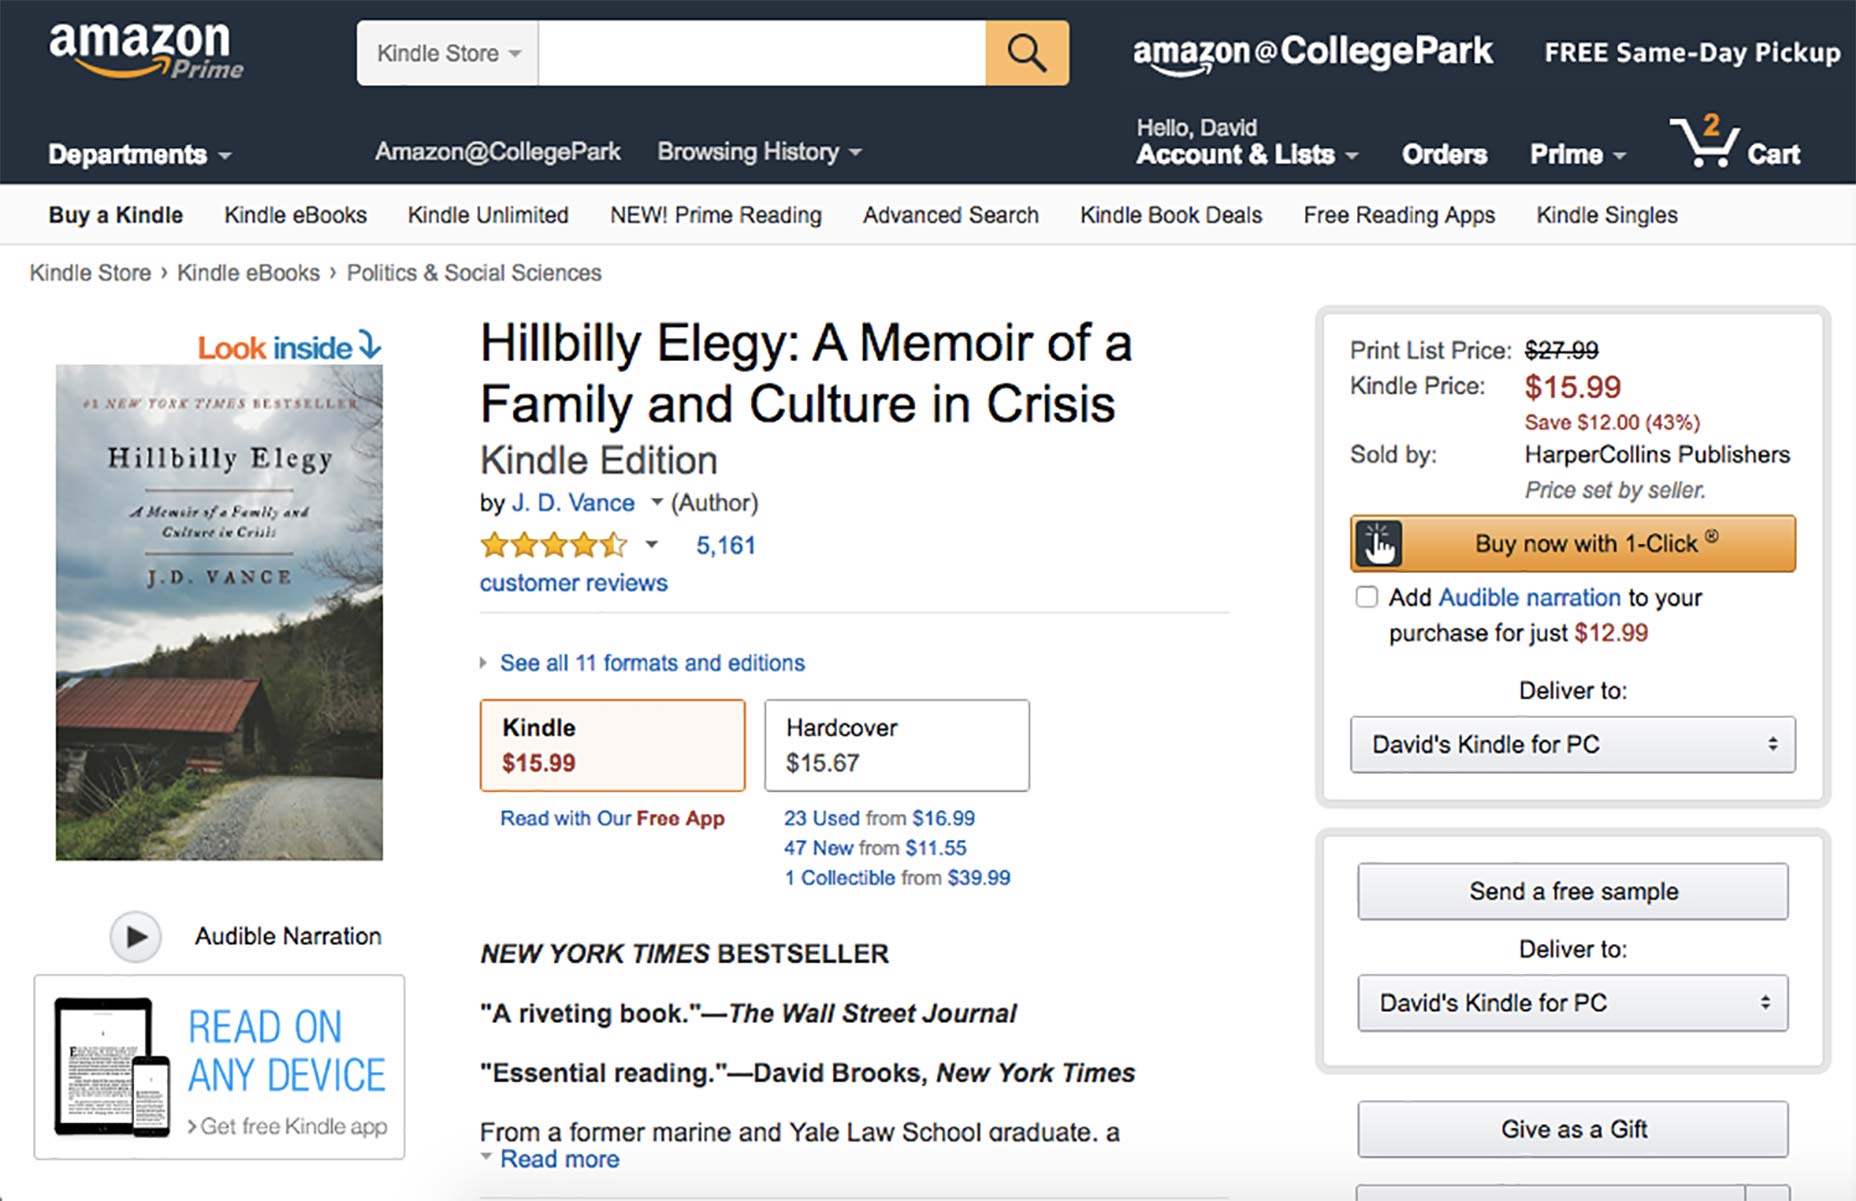 amazon
Prime
Kindle Store
amazon@CollegePark
FREE Same-Day Pickup
Departments
Amazon@CollegePark
Browsing History
Hello, David
Account & Lists
Orders
Prime
2
Cart
Buy a Kindle
Kindle eBooks
Kindle Unlimited
NEW! Prime Reading
Advanced Search
Kindle Book Deals
Free Reading Apps
Kindle Singles
Kindle Store › Kindle eBooks › Politics & Social Sciences
Look inside
#1 NEW YORK TIMES BESTSELLER
Hillbilly Elegy
A Memoir of a Family and
Culture in Crisis
J.D. VANCE
Audible Narration
READ ON
ANY DEVICE
›Get free Kindle app
Hillbilly Elegy: A Memoir of a
Family and Culture in Crisis
Kindle Edition
by J. D. Vance (Author)
5,161
customer reviews
See all 11 formats and editions
Kindle
$15.99
Read with Our Free App
Hardcover
$15.67
23 Used from $16.99
47 New from $11.55
1 Collectible from $39.99
NEW YORK TIMES BESTSELLER
"A riveting book."—The Wall Street Journal
"Essential reading."—David Brooks, New York Times
From a former marine and Yale Law School graduate, a
Read more
Print List Price: $27.99
Kindle Price: $15.99
Save $12.00 (43%)
Sold by: HarperCollins Publishers
Price set by seller.
Buy now with 1-Click ®
Add Audible narration to your
purchase for just $12.99
Deliver to:
David's Kindle for PC
Send a free sample
Deliver to:
David's Kindle for PC
Give as a Gift